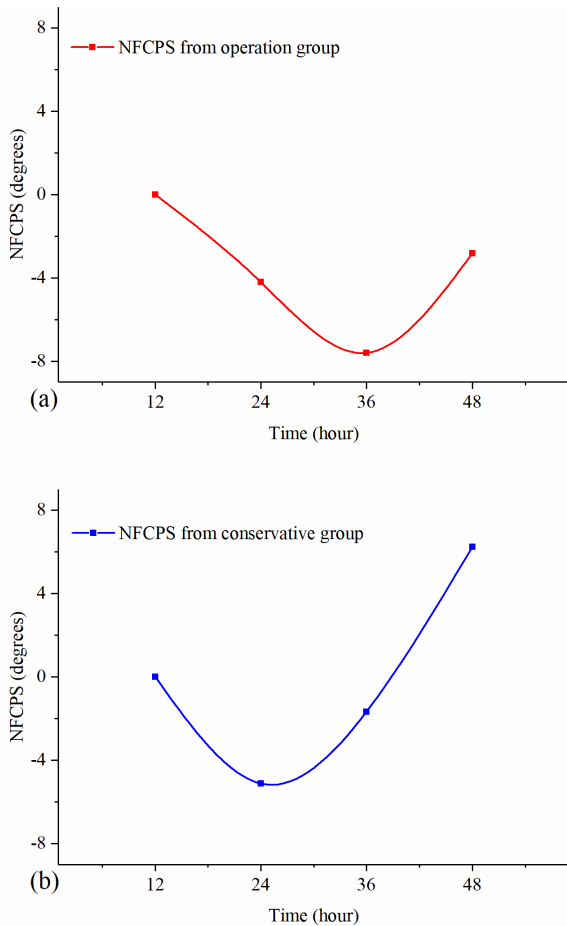 8
NFCPS from operation group
4
0
NFCPS (degrees)
-4
-8
(a)
12 24 36 48
Time (hour)
8
NFCPS from conservative group
4
0
NFCPS (degrees)
-4
-8
(b)
12 24 36 48
Time (hour)